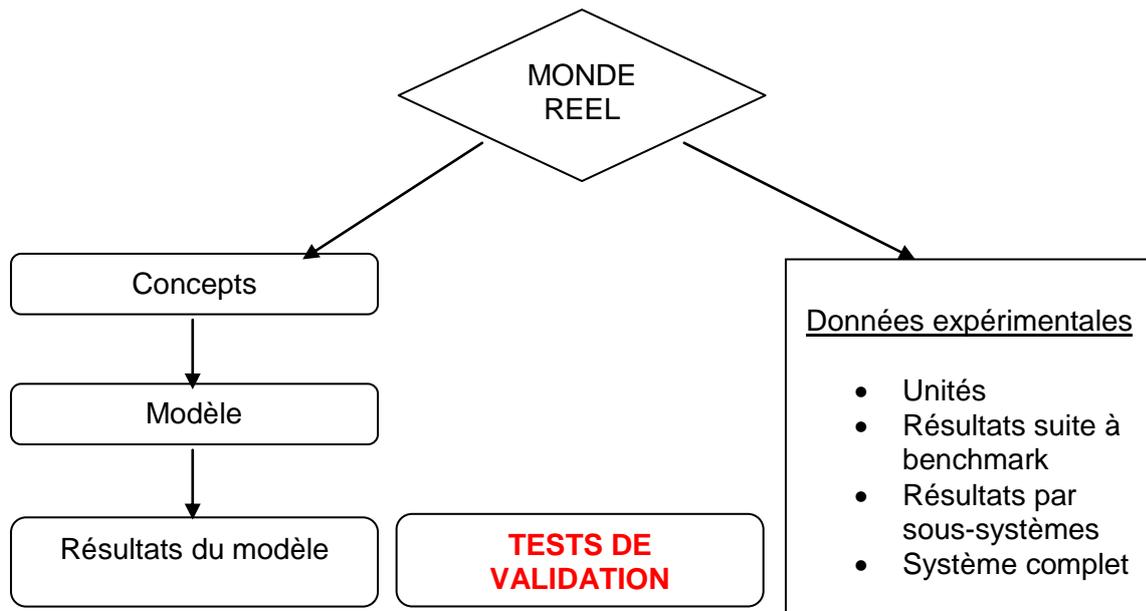 MONDE
REEL
Concepts
Données expérimentales
Modèle
• Unités
• Résultats suite à
benchmark
• Résultats par
sous-systèmes
• Système complet
Résultats du modèle
TESTS DE
VALIDATION